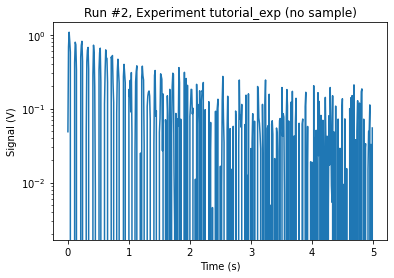 Run #2, Experiment tutorial_exp (no sample)
Signal (V)
10⁰
10⁻¹
10⁻²
0 1 2 3 4 5
Time (s)